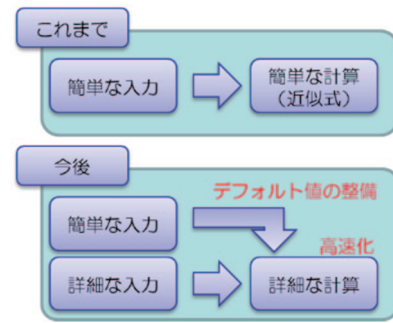 これまで
簡単な入力
簡単な計算
（近似式）
今後
デフォルト値の整備
簡単な入力
高速化
詳細な入力
詳細な計算